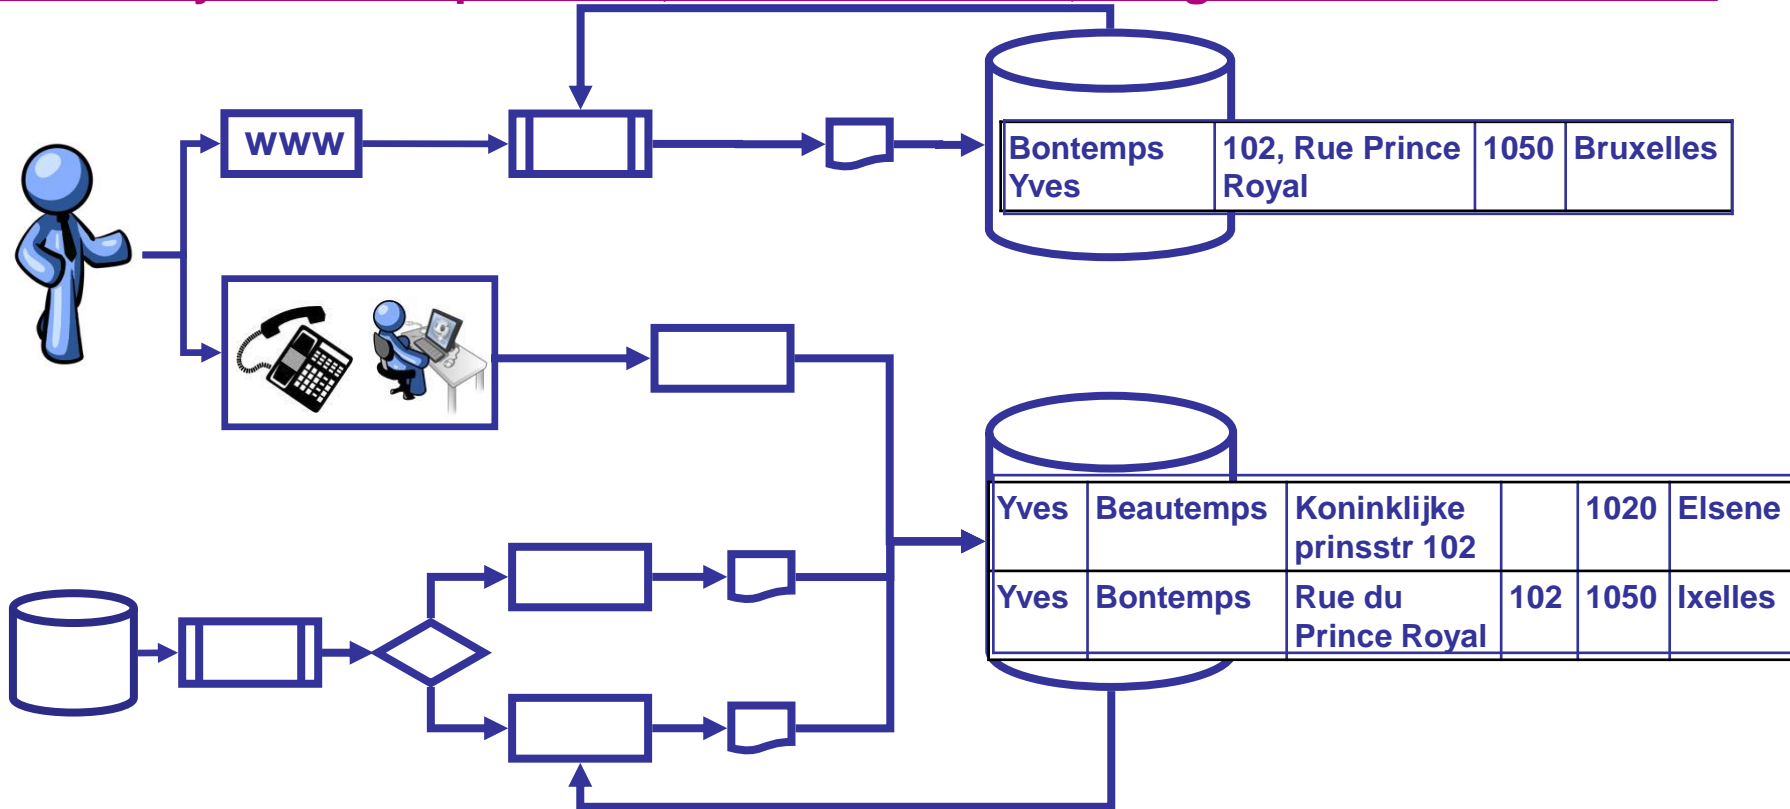 www
Bontemps 102, Rue Prince 1050 Bruxelles
Yves Royal
Yves Beautemps Koninklijke 1020 Elsene
prinsstr 102
Yves Bontemps Rue du 102 1050 Ixelles
Prince Royal